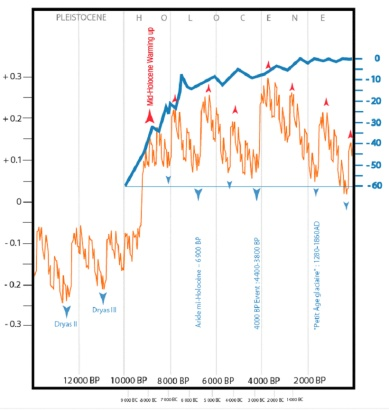 PLEISTOCENE H O L O C E N E
Mid-Holocene Warming up
0
-10
-20
-30
-40
-50
-60
+ 0.3
+ 0.2
+ 0.1
0
- 0.1
- 0.2
- 0.3
Dryas II
Dryas III
Aride mi-Holocène - 6 900 BP
4000 BP Event -4400-3800 BP
"Petit Âge glaciaire" : 1280-1860AD
12000 BP 10000 BP 8000 BP 6000 BP 4000 BP 2000 BP